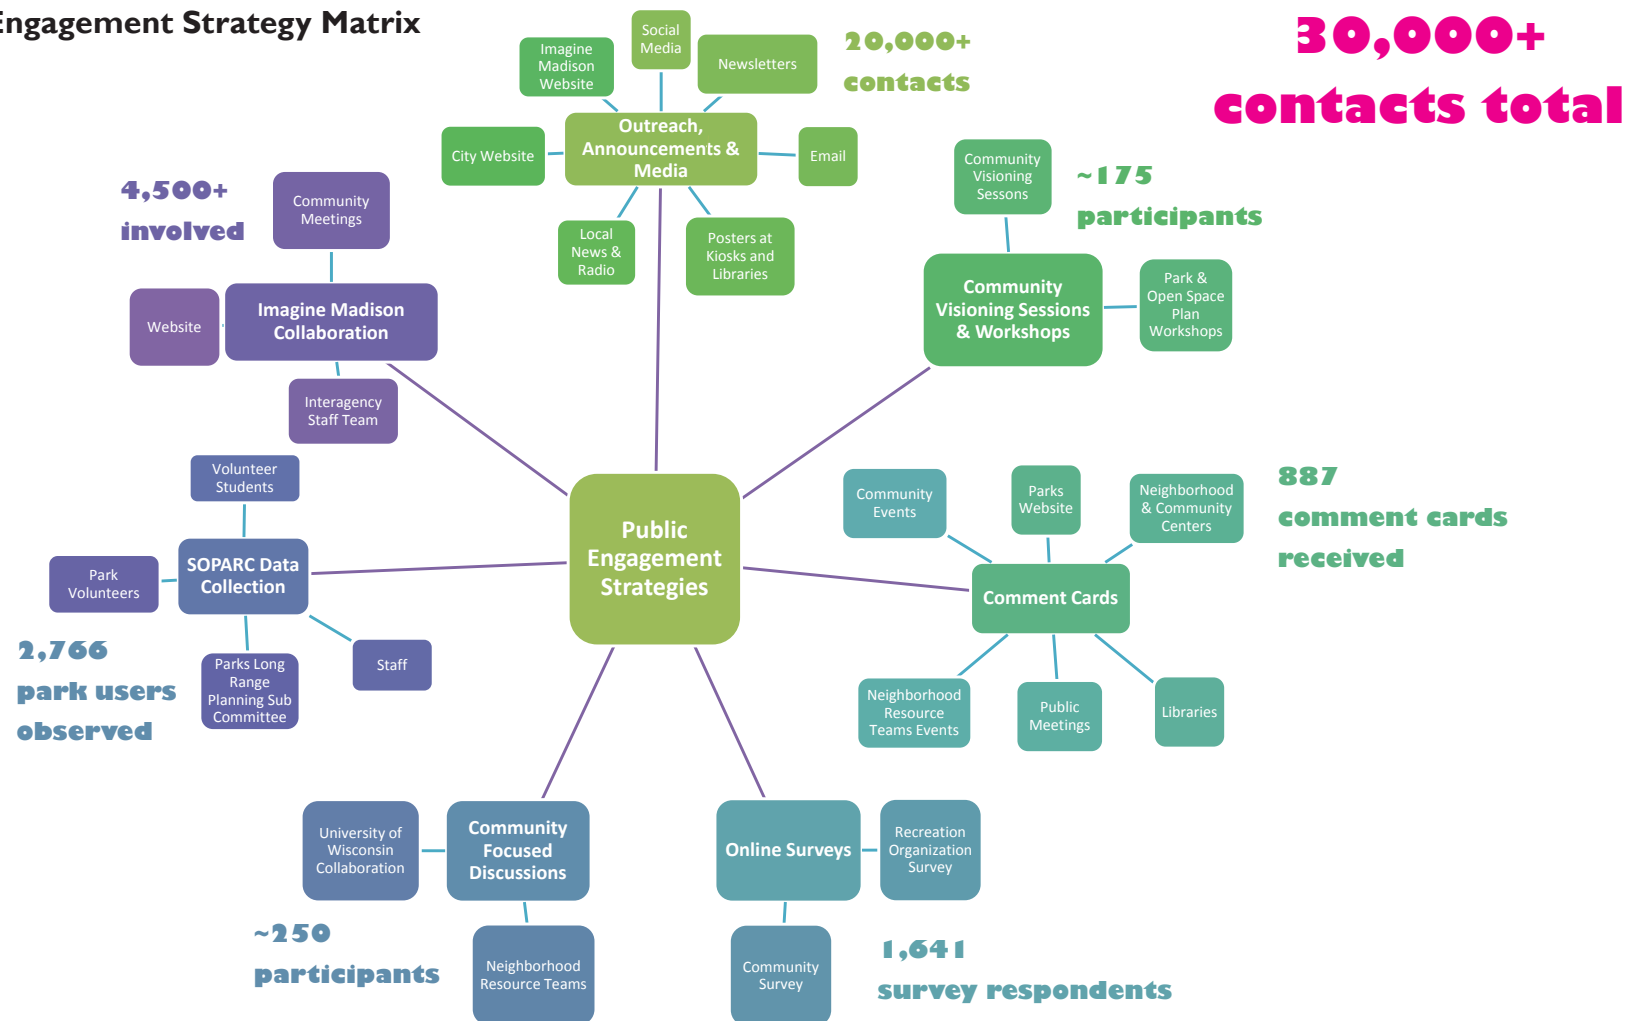 Engagement Strategy Matrix
30,000+
contacts total
20,000+
contacts
Social
Media
Imagine
Madison
Website
Newsletters
City Website
Outreach,
Announcements &
Media
Email
Local
News &
Radio
Posters at
Kiosks and
Libraries
Community
Visioning
Sessons
~175
participants
Community
Visioning Sessions
& Workshops
Park &
Open Space
Plan
Workshops
4,500+
involved
Community
Meetings
Website
Imagine Madison
Collaboration
Interagency
Staff Team
Volunteer
Students
Park
Volunteers
SOPARC Data
Collection
Parks Long
Range
Planning Sub
Committee
Staff
2,766
park users
observed
Public
Engagement
Strategies
Community
Events
Parks
Website
Neighborhood
& Community
Centers
887
comment cards
received
Comment Cards
Neighborhood
Resource
Teams Events
Public
Meetings
Libraries
University of
Wisconsin
Collaboration
Community
Focused
Discussions
~250
participants
Neighborhood
Resource Teams
Online Surveys
Recreation
Organization
Survey
Community
Survey
1,641
survey respondents